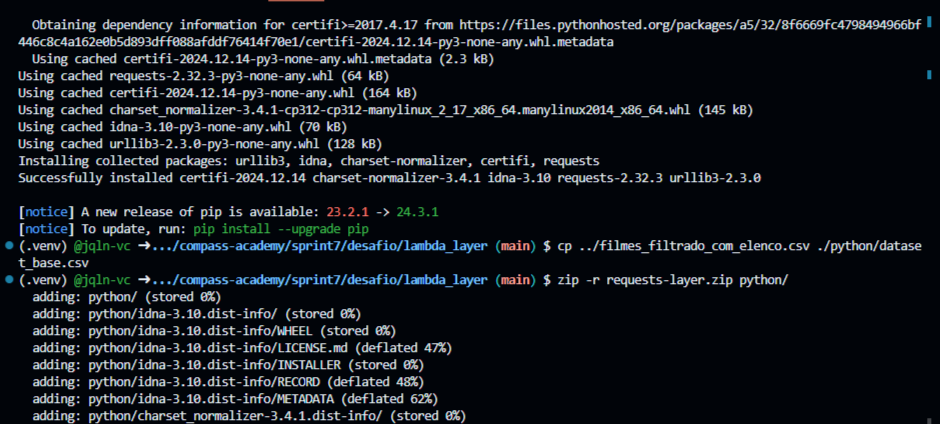 Obtaining dependency information for certifi>=2017.4.17 from https://files.pythonhosted.org/packages/a5/32/8f6669fc4798494966bf
446c8c4a162e0b5d893dff088afddf76414f70e1/certifi-2024.12.14-py3-none-any.whl.metadata
Using cached certifi-2024.12.14-py3-none-any.whl.metadata (2.3 kB)
Using cached requests-2.32.3-py3-none-any.whl (64 kB)
Using cached certifi-2024.12.14-py3-none-any.whl (164 kB)
Using cached charset_normalizer-3.4.1-cp312-cp312-manylinux_2_17_x86_64.manylinux2014_x86_64.whl (145 kB)
Using cached idna-3.10-py3-none-any.whl (70 kB)
Using cached urllib3-2.3.0-py3-none-any.whl (128 kB)
Installing collected packages: urllib3, idna, charset-normalizer, certifi, requests
Successfully installed certifi-2024.12.14 charset-normalizer-3.4.1 idna-3.10 requests-2.32.3 urllib3-2.3.0
[notice] A new release of pip is available: 23.2.1 -> 24.3.1
[notice] To update, run: pip install --upgrade pip
(.venv) @jqln-vc ➜.../compass-academy/sprint7/desafio/lambda_layer (main) $ cp ../filmes_filtrado_com_elenco.csv ./python/datase
t_base.csv
(.venv) @jqln-vc ➜.../compass-academy/sprint7/desafio/lambda_layer (main) $ zip -r requests-layer.zip python/
adding: python/ (stored 0%)
adding: python/idna-3.10.dist-info/ (stored 0%)
adding: python/idna-3.10.dist-info/WHEEL (stored 0%)
adding: python/idna-3.10.dist-info/LICENSE.md (deflated 47%)
adding: python/idna-3.10.dist-info/INSTALLER (stored 0%)
adding: python/idna-3.10.dist-info/RECORD (deflated 48%)
adding: python/idna-3.10.dist-info/METADATA (deflated 62%)
adding: python/charset_normalizer-3.4.1.dist-info/ (stored 0%)